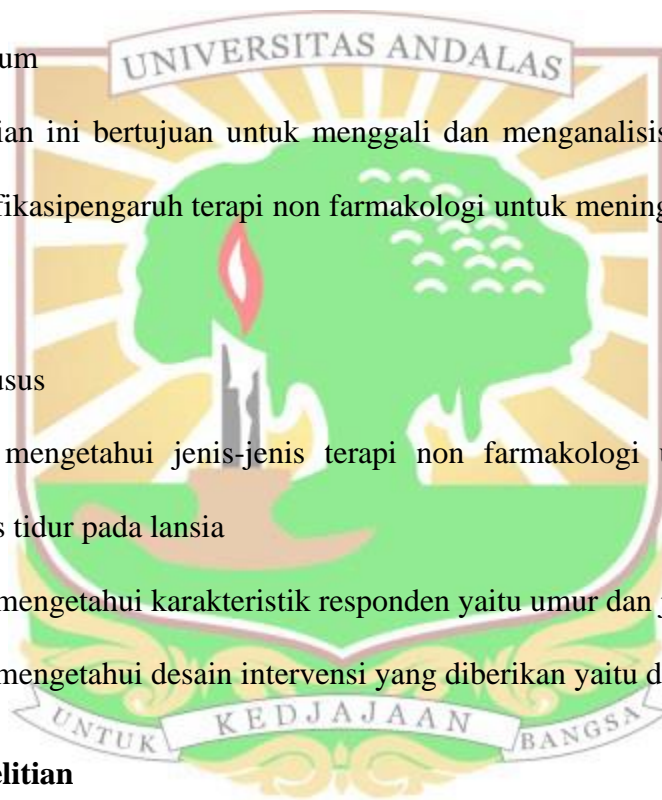 UNIVERSITAS ANDALAS
um
ian ini bertujuan untuk menggali dan menganalisis
fikasipengaruh terapi non farmakologi untuk mening
usus
mengetahui jenis-jenis terapi non farmakologi u
s tidur pada lansia
mengetahui karakteristik responden yaitu umur dan j
mengetahui desain intervensi yang diberikan yaitu d
UNTUK KEDJAJAAN BANGSA
elitian